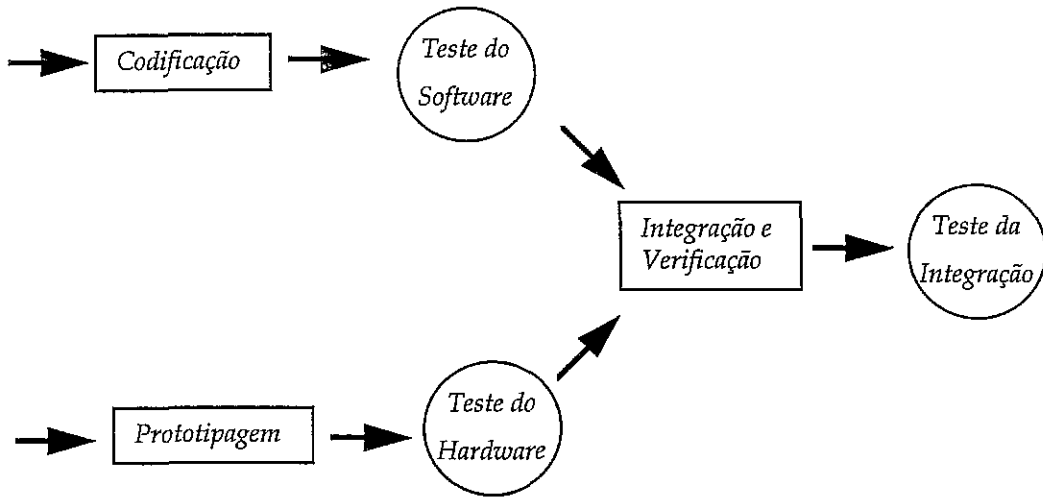 Codificação
Teste do
Software
Integração e
Verificação
Teste da
Integração
Prototipagem
Teste do
Hardware